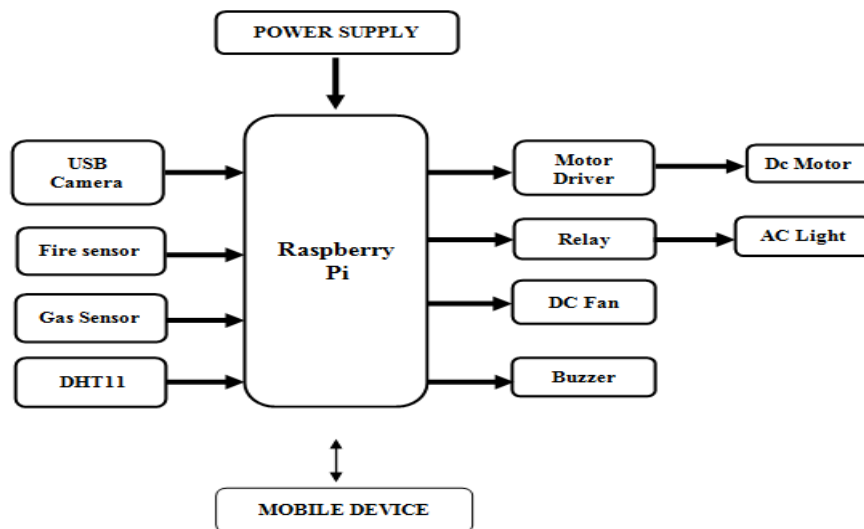 POWER SUPPLY
USB
Camera
Fire sensor
Gas Sensor
DHT11
Raspberry
Pi
Motor
Driver
Dc Motor
Relay
AC Light
DC Fan
Buzzer
MOBILE DEVICE